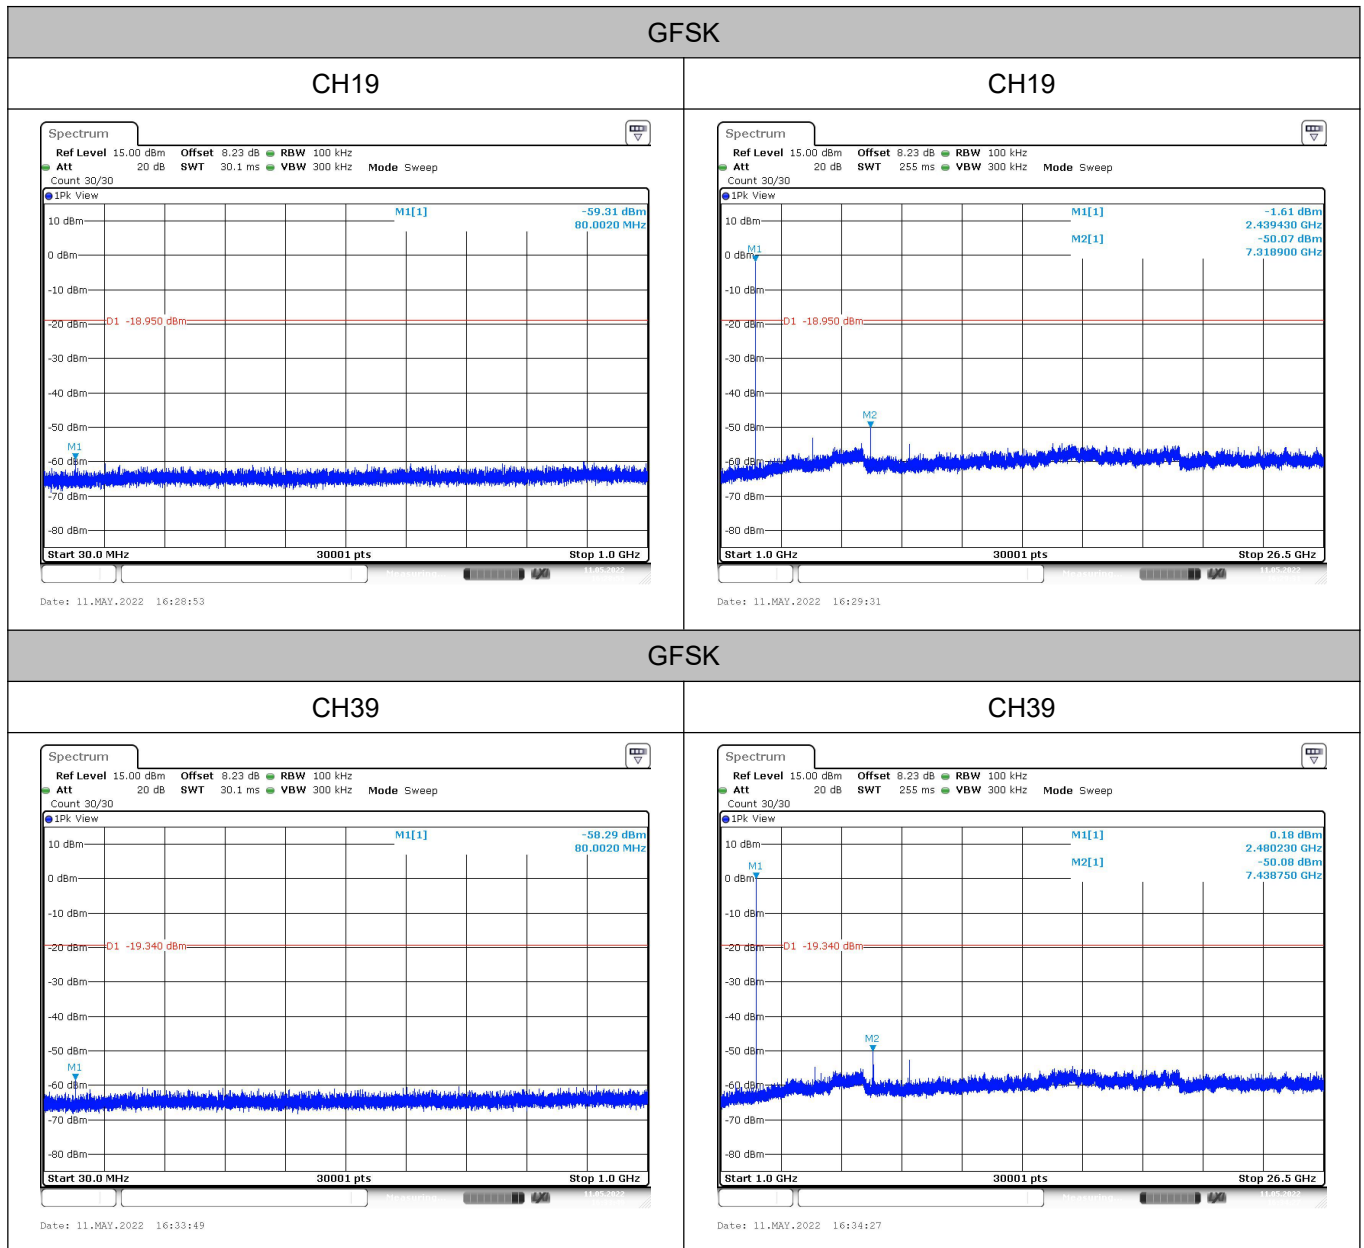 GFSK
CH19
CH19
Spectrum
Ref Level 15.00 dBm Offset 8.23 dB RBW 100 kHz
Att 20 dB SWT 30.1 ms VBW 300 kHz Mode Sweep
Count 30/30
1Pk View
M1[1] -59.31 dBm
80.0020 MHz
10 dBm
0 dBm
-10 dBm
D1 -18.950 dBm
-20 dBm
-30 dBm
-40 dBm
-50 dBm
M1
-60 dBm
-70 dBm
-80 dBm
Start 30.0 MHz 30001 pts Stop 1.0 GHz
Measuring... 11.05.2022
Date: 11.MAY.2022 16:28:53
Spectrum
Ref Level 15.00 dBm Offset 8.23 dB RBW 100 kHz
Att 20 dB SWT 255 ms VBW 300 kHz Mode Sweep
Count 30/30
1Pk View
M1[1] -1.61 dBm
2.439430 GHz
M2[1] -50.07 dBm
7.318900 GHz
10 dBm
M1
0 dBm
-10 dBm
D1 -18.950 dBm
-20 dBm
-30 dBm
-40 dBm
M2
-50 dBm
-60 dBm
-70 dBm
-80 dBm
Start 1.0 GHz 30001 pts Stop 26.5 GHz
Measuring... 11.05.2022
Date: 11.MAY.2022 16:29:31
GFSK
CH39
CH39
Spectrum
Ref Level 15.00 dBm Offset 8.23 dB RBW 100 kHz
Att 20 dB SWT 30.1 ms VBW 300 kHz Mode Sweep
Count 30/30
1Pk View
M1[1] -58.29 dBm
80.0020 MHz
10 dBm
0 dBm
-10 dBm
D1 -19.340 dBm
-20 dBm
-30 dBm
-40 dBm
-50 dBm
M1
-60 dBm
-70 dBm
-80 dBm
Start 30.0 MHz 30001 pts Stop 1.0 GHz
Measuring... 11.05.2022
Date: 11.MAY.2022 16:33:49
Spectrum
Ref Level 15.00 dBm Offset 8.23 dB RBW 100 kHz
Att 20 dB SWT 255 ms VBW 300 kHz Mode Sweep
Count 30/30
1Pk View
M1[1] 0.18 dBm
2.480230 GHz
M2[1] -50.08 dBm
7.438750 GHz
10 dBm
M1
0 dBm
-10 dBm
D1 -19.340 dBm
-20 dBm
-30 dBm
-40 dBm
M2
-50 dBm
-60 dBm
-70 dBm
-80 dBm
Start 1.0 GHz 30001 pts Stop 26.5 GHz
Measuring... 11.05.2022
Date: 11.MAY.2022 16:34:27